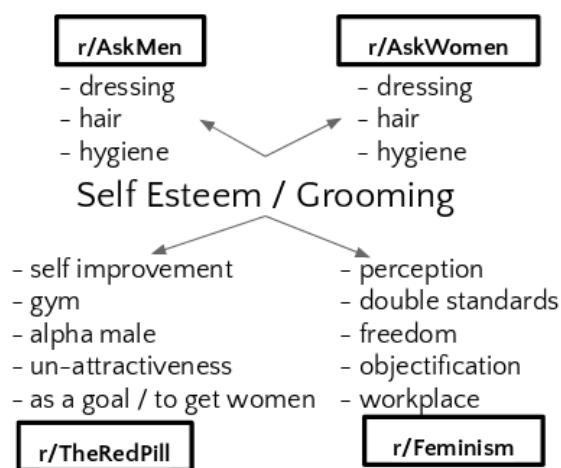 r/AskMen
- dressing
- hair
- hygiene
r/AskWomen
- dressing
- hair
- hygiene
Self Esteem / Grooming
- self improvement
- gym
- alpha male
- un-attractiveness
- as a goal / to get women
r/TheRedPill
- perception
- double standards
- freedom
- objectification
- workplace
r/Feminism